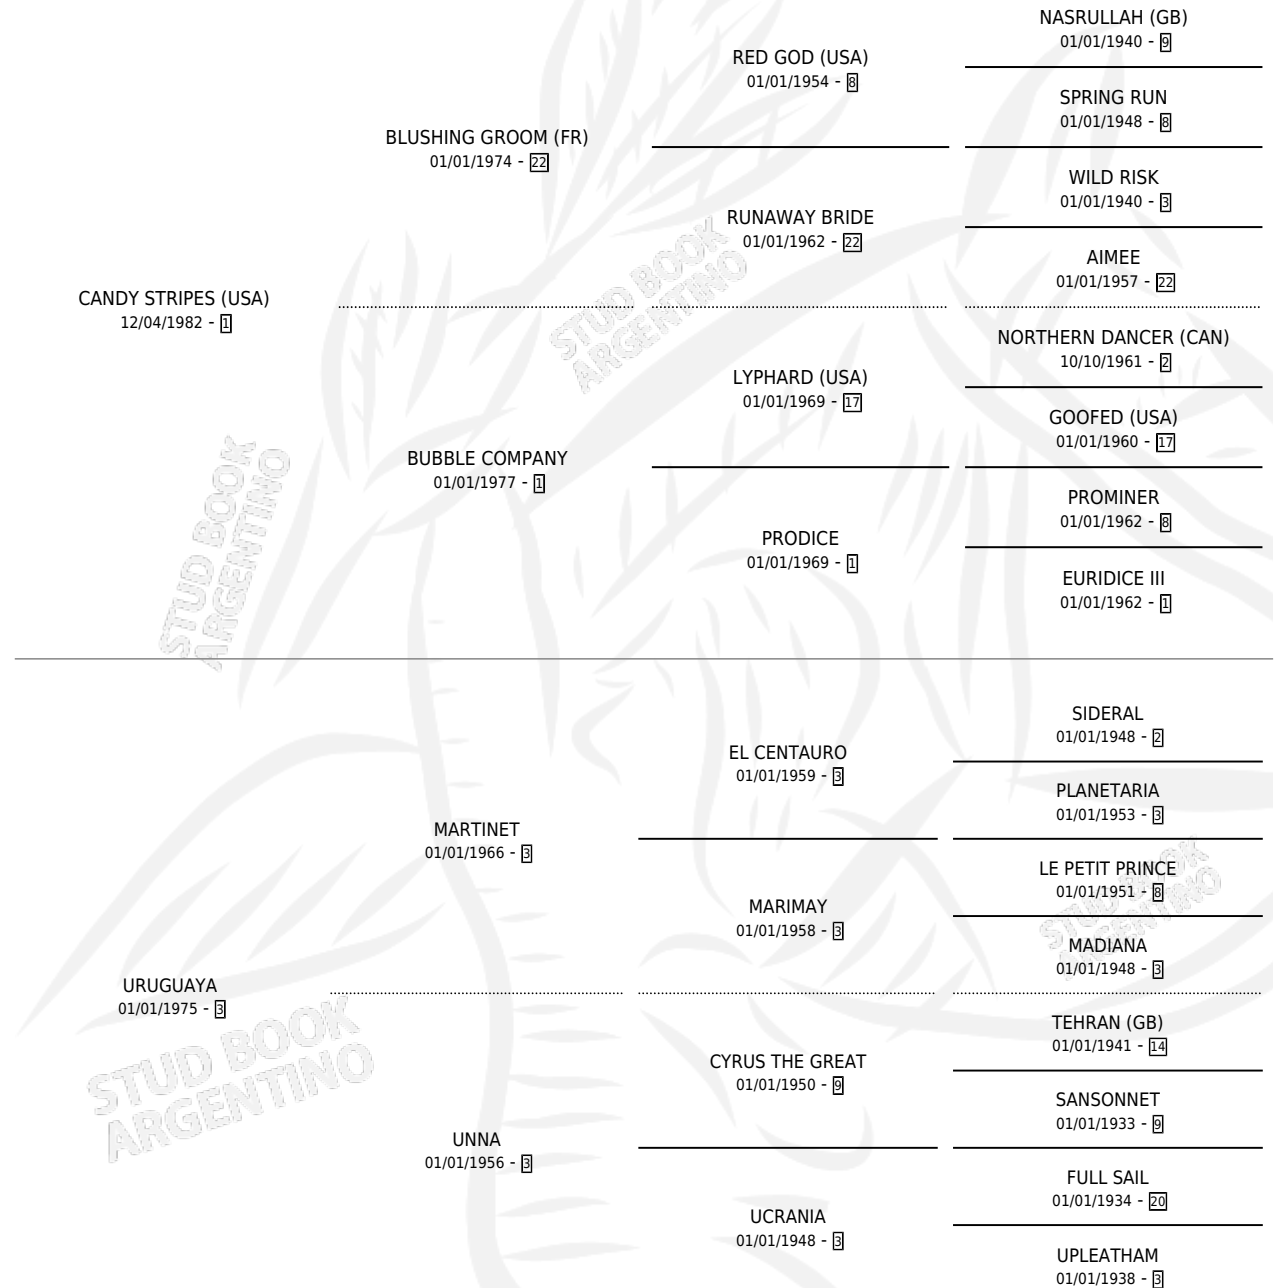 NASRULLAH (GB)
01/01/1940 - 9
RED GOD (USA)
01/01/1954 - 8
SPRING RUN
01/01/1948 - 8
BLUSHING GROOM (FR)
01/01/1974 - 22
WILD RISK
01/01/1940 - 3
RUNAWAY BRIDE
01/01/1962 - 22
AIMEE
01/01/1957 - 22
CANDY STRIPES (USA)
12/04/1982 - 1
NORTHERN DANCER (CAN)
10/10/1961 - 2
LYPHARD (USA)
01/01/1969 - 17
GOOFED (USA)
01/01/1960 - 17
BUBBLE COMPANY
01/01/1977 - 1
PROMINER
01/01/1962 - 8
PRODICE
01/01/1969 - 1
EURIDICE III
01/01/1962 - 1
SIDERAL
01/01/1948 - 2
EL CENTAURO
01/01/1959 - 3
PLANETARIA
01/01/1953 - 3
MARTINET
01/01/1966 - 3
LE PETIT PRINCE
01/01/1951 - 8
MARIMAY
01/01/1958 - 3
MADIANA
01/01/1948 - 3
URUGUAYA
01/01/1975 - 3
TEHRAN (GB)
01/01/1941 - 14
CYRUS THE GREAT
01/01/1950 - 9
SANSONNET
01/01/1933 - 9
UNNA
01/01/1956 - 3
FULL SAIL
01/01/1934 - 20
UCRANIA
01/01/1948 - 3
UPLEATHAM
01/01/1938 - 3
STUD BOOK
ARGENTINO
STUD BOOK
ARGENTINO
STUD BOOK
ARGENTINO
STUD BOOK
ARGENTINO